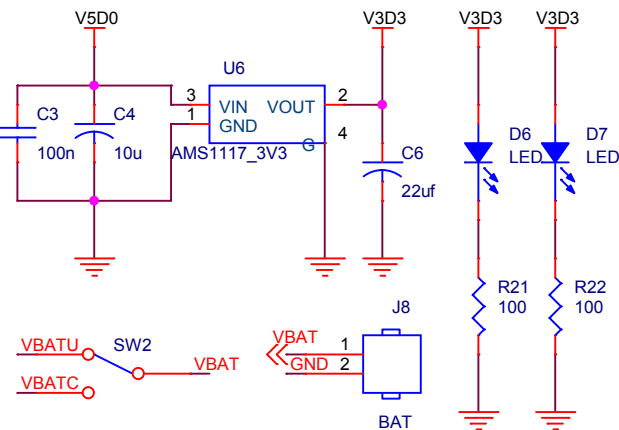 V5D0
V3D3
V3D3
V3D3
U6
C3
100n
C4
10u
3
1
VIN
VOUT
GND
G
2
4
AMS1117_3V3
C6
22uf
D6
LED
D7
LED
R21
100
R22
100
VBATU
SW2
VBAT
VBATC
J8
VBAT
1
GND
2
BAT